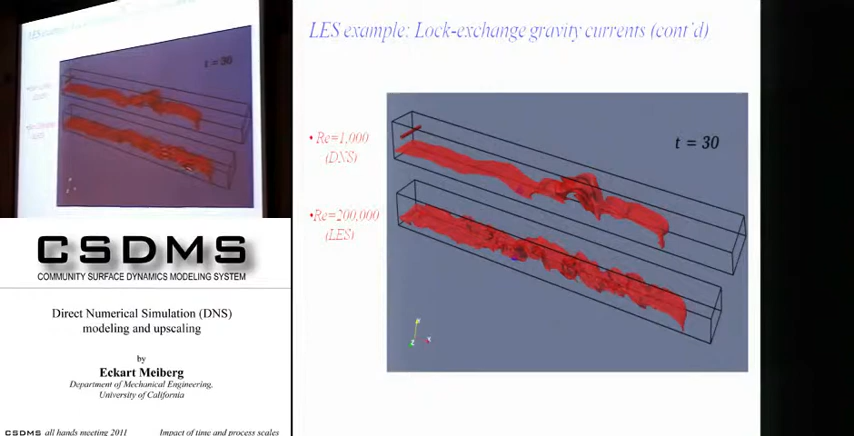 LES example: Lock-exchange gravity currents (cont'd)
• Re=1,000
(DNS)
•Re=200,000
(LES)
t = 30
t = 30
CSDMS
COMMUNITY SURFACE DYNAMICS MODELING SYSTEM
Direct Numerical Simulation (DNS)
modeling and upscaling
by
Eckart Meiberg
Department of Mechanical Engineering,
University of California
CSDMS all hands meeting 2011 Impact of time and process scales